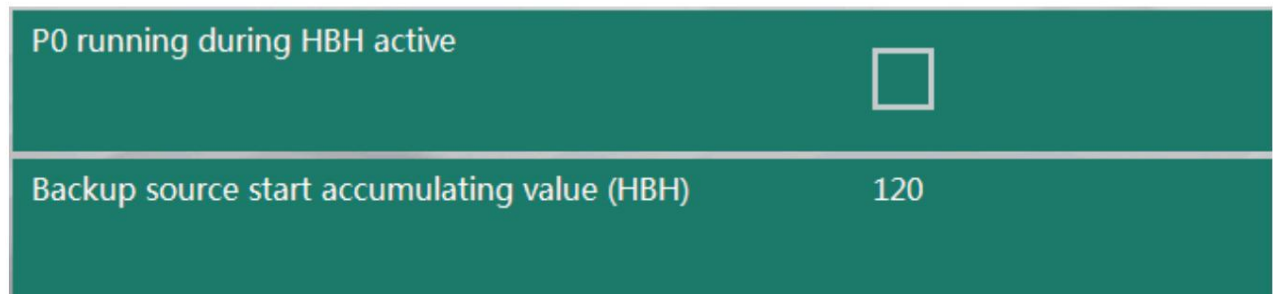 P0 running during HBH active
Backup source start accumulating value (HBH) 120